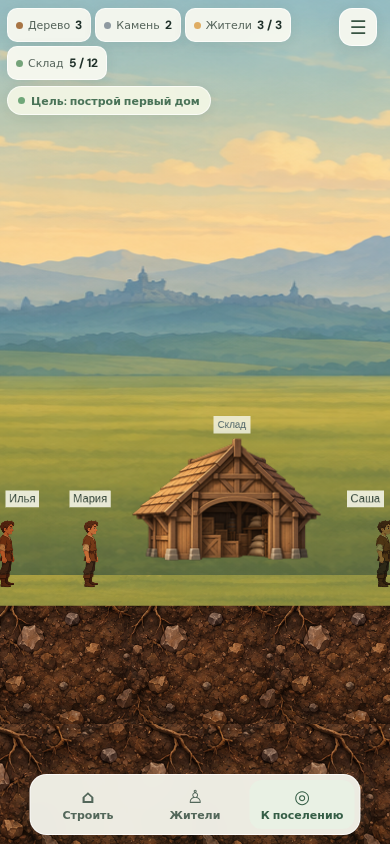 Дерево 3
Камень 2
Жители 3 / 3
☰
Склад 5 / 12
Цель: построй первый дом
Склад
Илья
Мария
Саша
Строить
Жители
К поселению